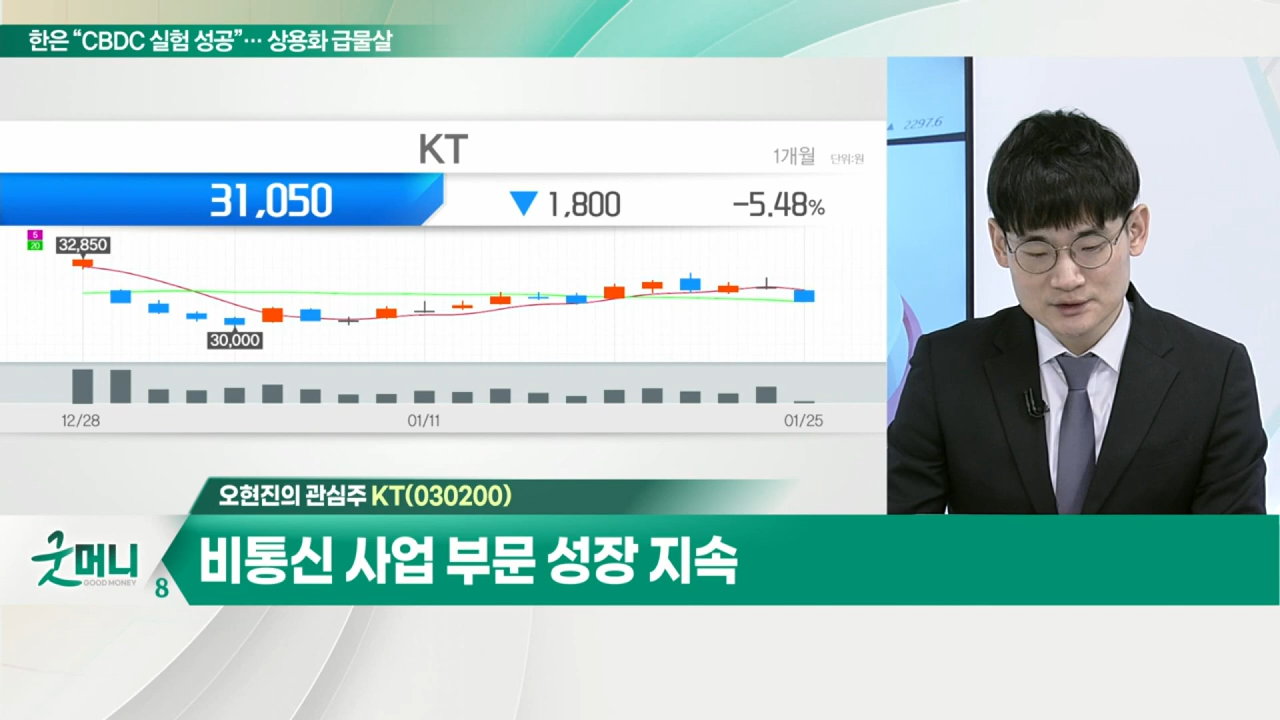 한은 “CBDC 실험 성공”… 상용화 급물살
KT
1개월 단위:원
31,050 ▼ 1,800 -5.48%
▲ 2297.6
5
20
32,850
30,000
12/28 01/11 01/25
오현진의 관심주 KT(030200)
비통신 사업 부문 성장 지속
굿머니
GOOD MONEY
8